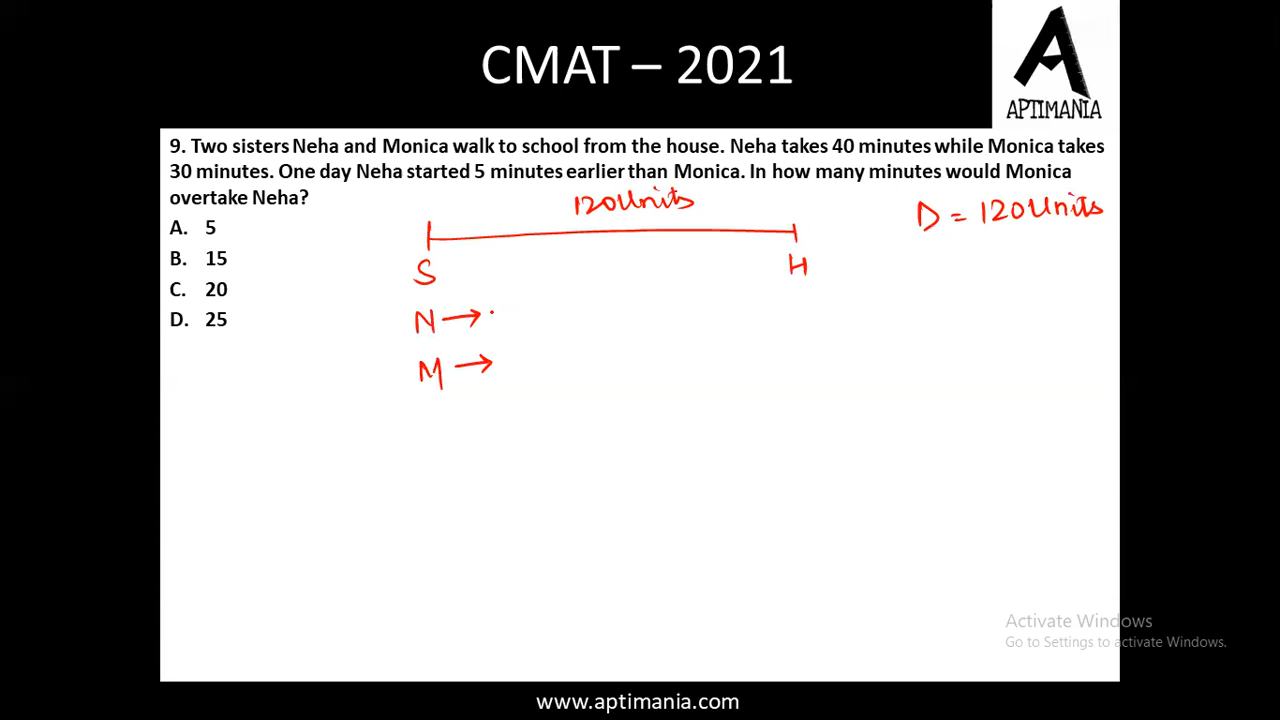 CMAT – 2021
A
APTIMANIA
9. Two sisters Neha and Monica walk to school from the house. Neha takes 40 minutes while Monica takes
30 minutes. One day Neha started 5 minutes earlier than Monica. In how many minutes would Monica
overtake Neha?
120Units
D = 120Units
A. 5
B. 15
C. 20
D. 25
S
H
N →
M →
Activate Windows
Go to Settings to activate Windows.
www.aptimania.com